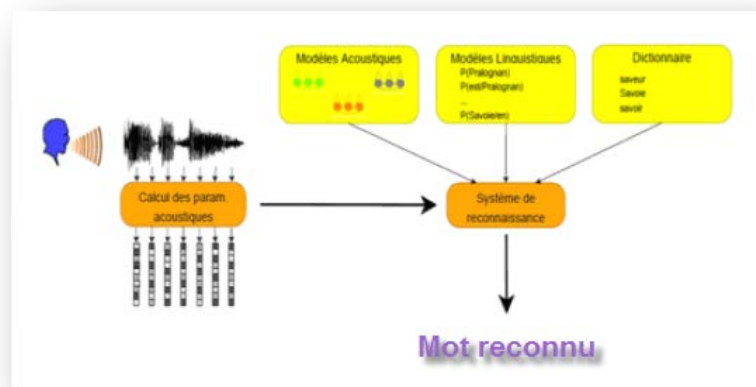 Modèles Acoustiques
Modèles Linguistiques
P(Pralognan)
P(est/Pralognan)
...
P(Savoie/en)
Dictionnaire
saveur
Savoie
savoir
Calcul des param.
acoustiques
Système de
reconnaissance
Mot reconnu